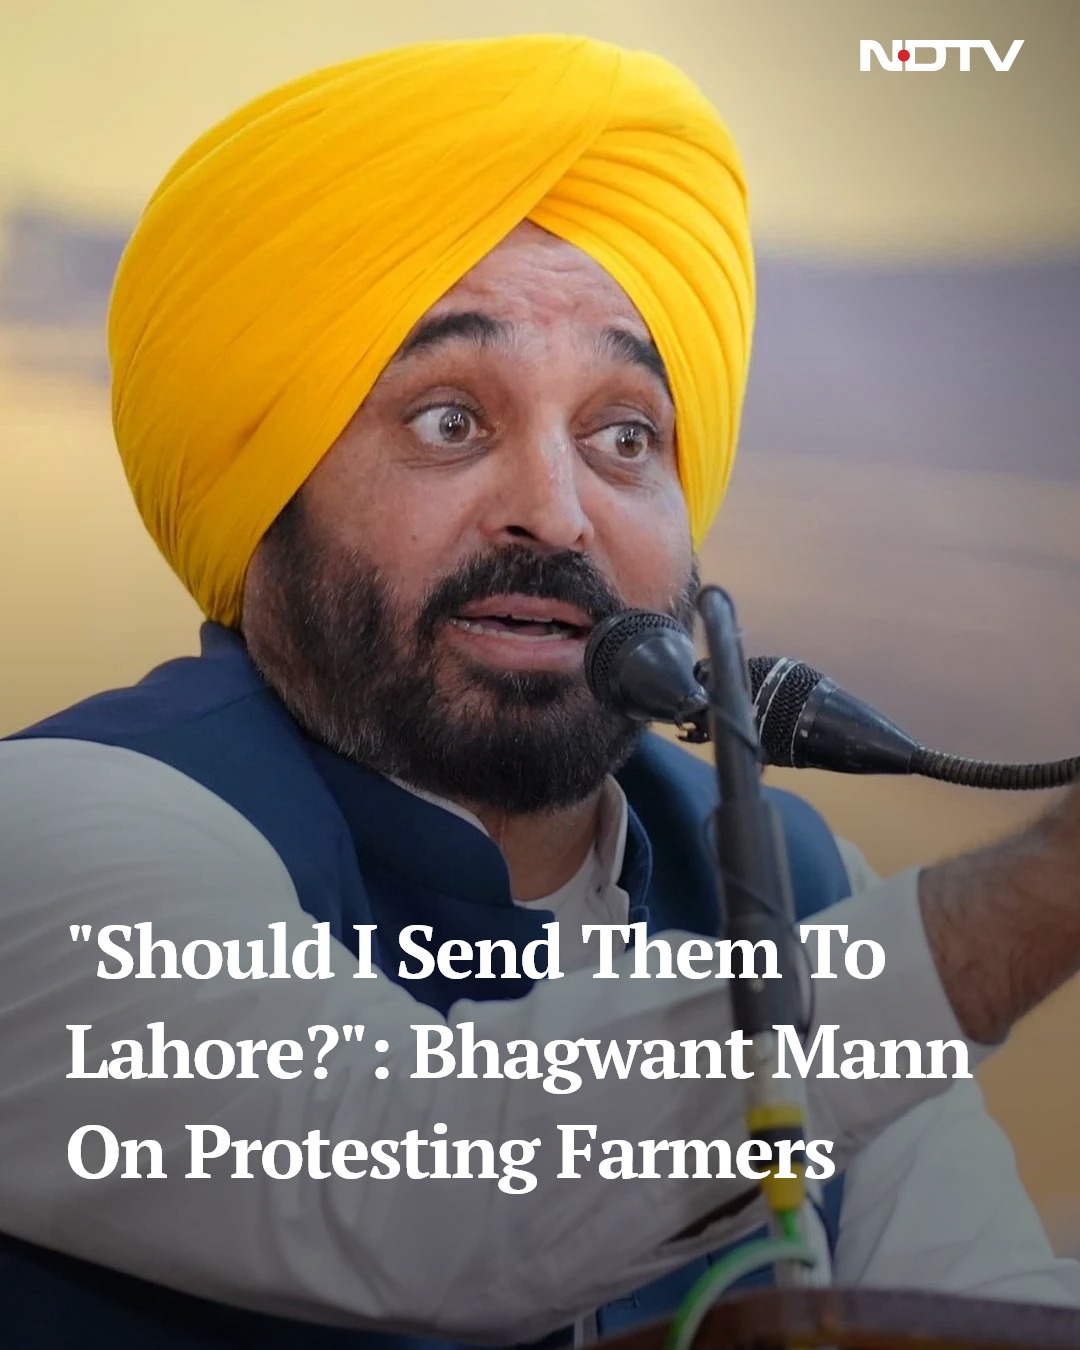 NDTV
"Should I Send Them To
Lahore?": Bhagwant Mann
On Protesting Farmers